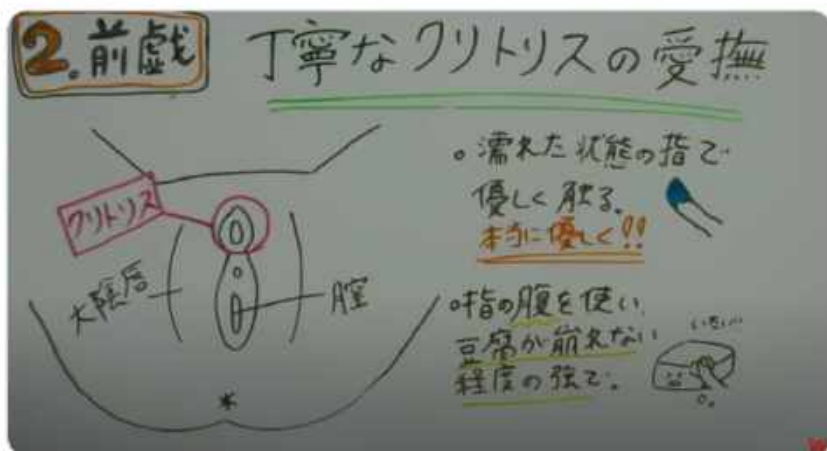 2.前戯
丁寧なクリトリスの愛撫
クリトリス
大陰唇
膣
。濡れた状態の指で
優しく触る。
本当に優しく!!
。指の腹を使い、
豆腐が崩れない
程度の強で。
*